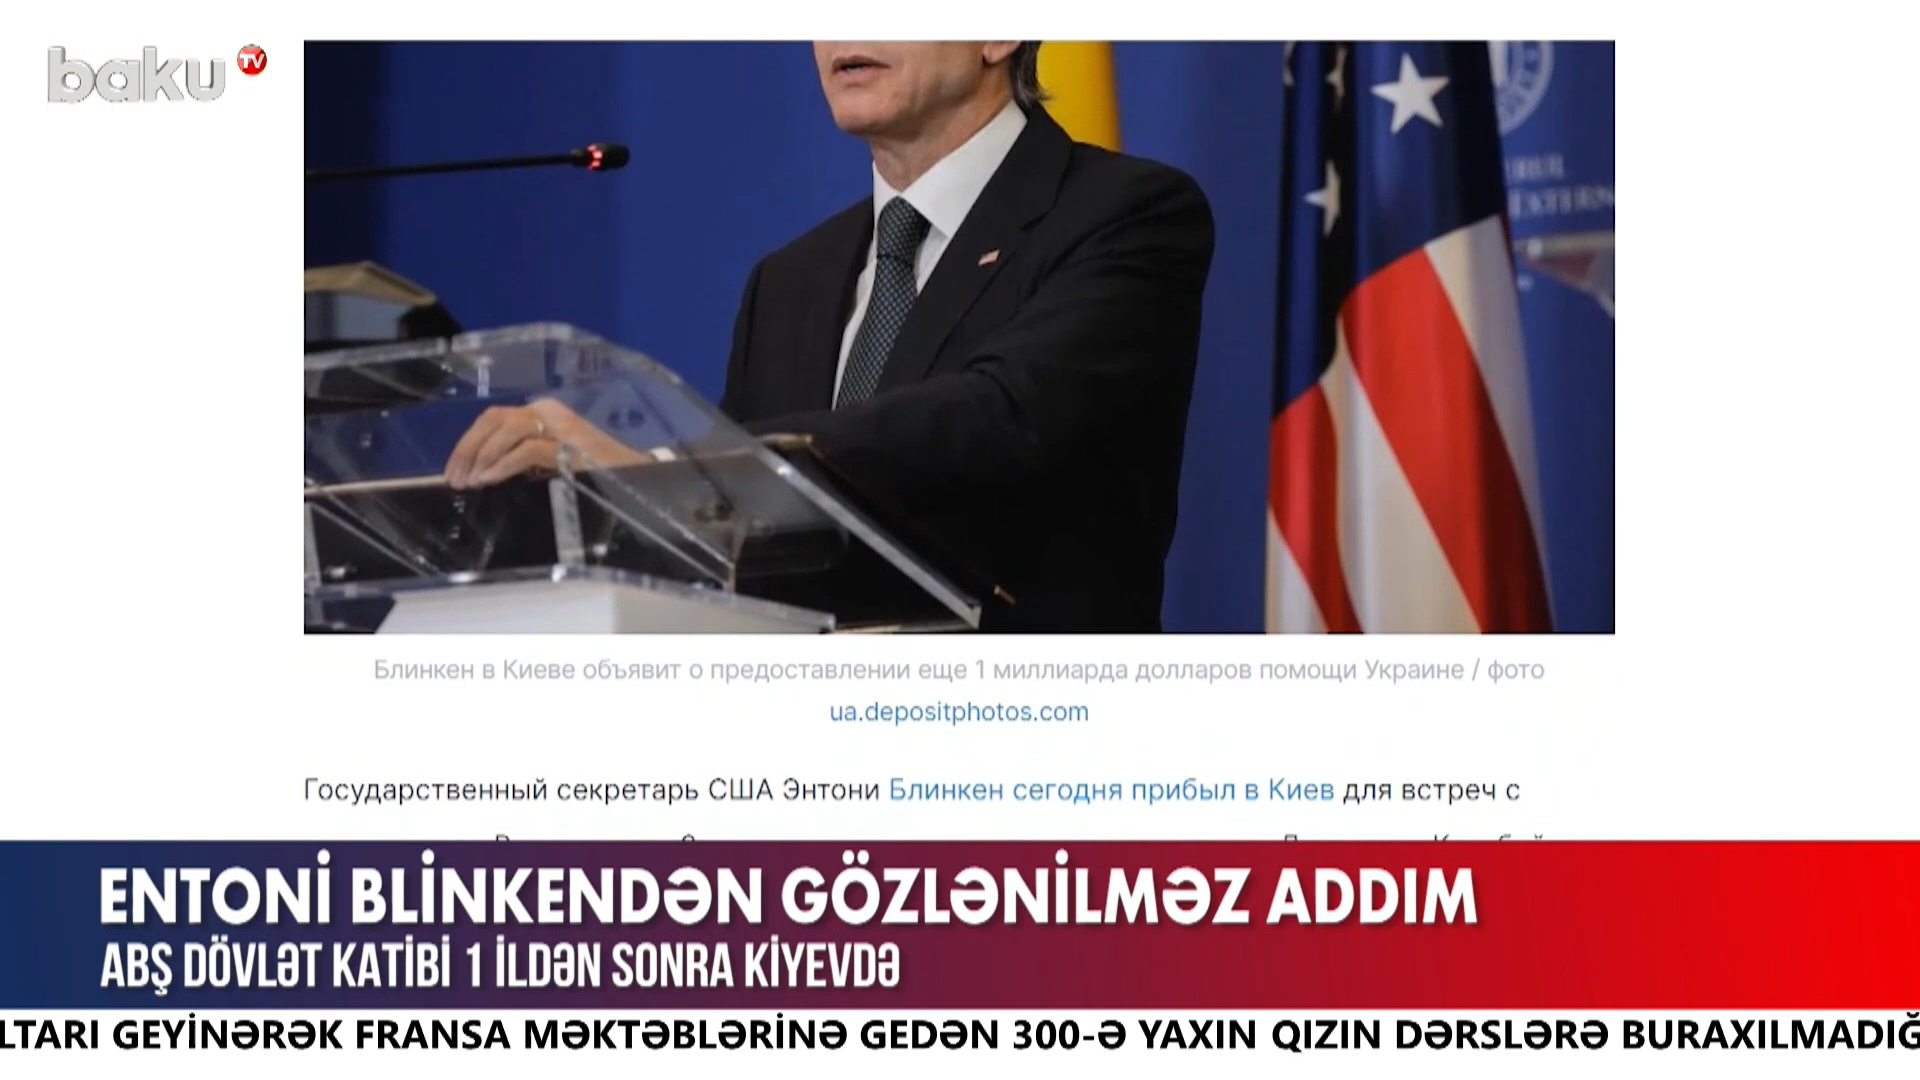 baku TV
Блинкен в Киеве объявит о предоставлении еще 1 миллиарда долларов помощи Украине / фото
ua.depositphotos.com
Государственный секретарь США Энтони Блинкен сегодня прибыл в Киев для встреч с
ENTONİ BLİNKENDƏN GÖZLƏNİLMƏZ ADDIM
ABŞ DÖVLƏT KATİBİ 1 İLDƏN SONRA KİYEVDƏ
LTARI GEYİNƏRƏK FRANSA MƏKTƏBLƏRİNƏ GEDƏN 300-Ə YAXIN QIZIN DƏRSLƏRƏ BURAXILMADIĞ